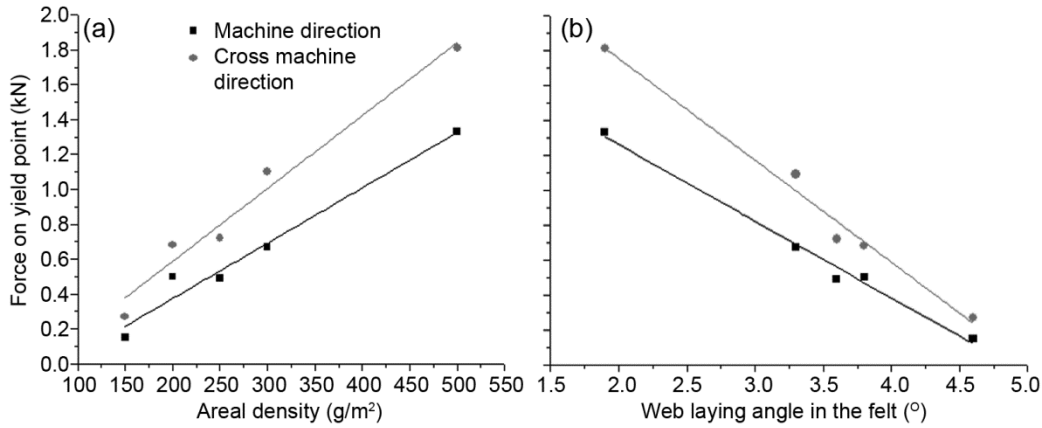 (a)
Machine direction
Cross machine
direction
Force on yield point (kN)
2.0
1.8
1.6
1.4
1.2
1.0
0.8
0.6
0.4
0.2
0.0
100 150 200 250 300 350 400 450 500 550
Areal density (g/m²)
(b)
1.5 2.0 2.5 3.0 3.5 4.0 4.5 5.0
Web laying angle in the felt (°)